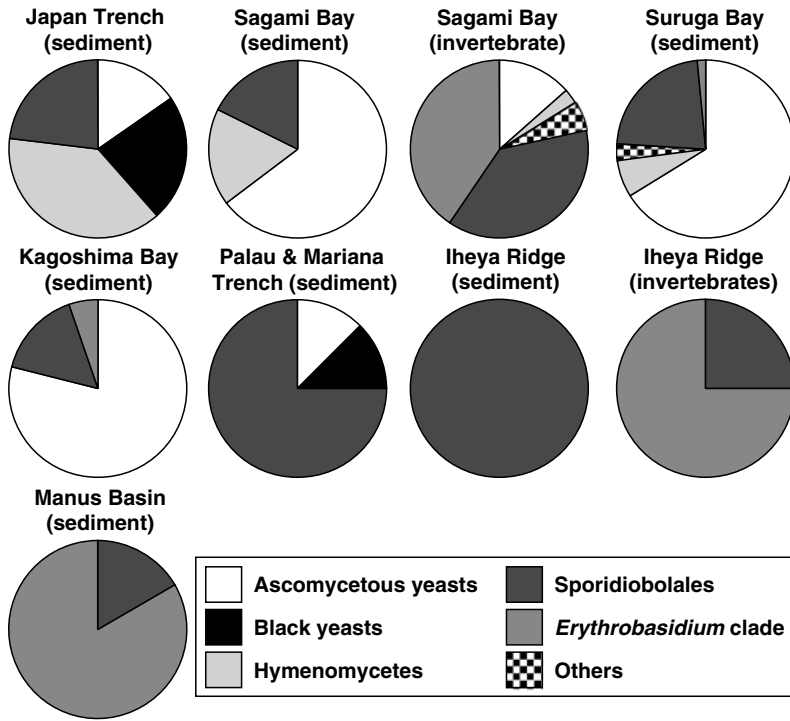 Japan Trench
(sediment)
Sagami Bay
(sediment)
Sagami Bay
(invertebrate)
Suruga Bay
(sediment)
Kagoshima Bay
(sediment)
Palau & Mariana
Trench (sediment)
Iheya Ridge
(sediment)
Iheya Ridge
(invertebrates)
Manus Basin
(sediment)
Ascomycetous yeasts
Black yeasts
Hymenomycetes
Sporidiobolales
Erythrobasidium clade
Others